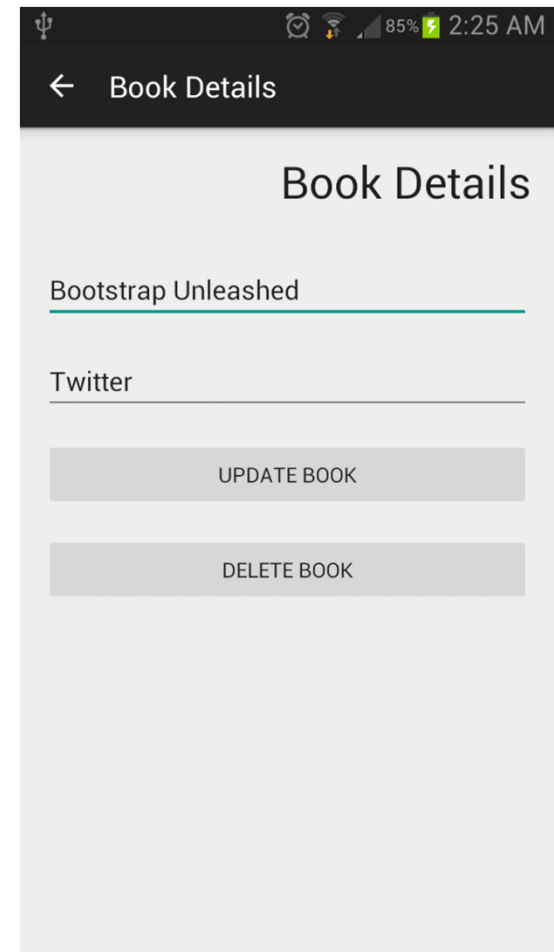 85% 2:25 AM
Book Details
Book Details
Bootstrap Unleashed
Twitter
UPDATE BOOK
DELETE BOOK